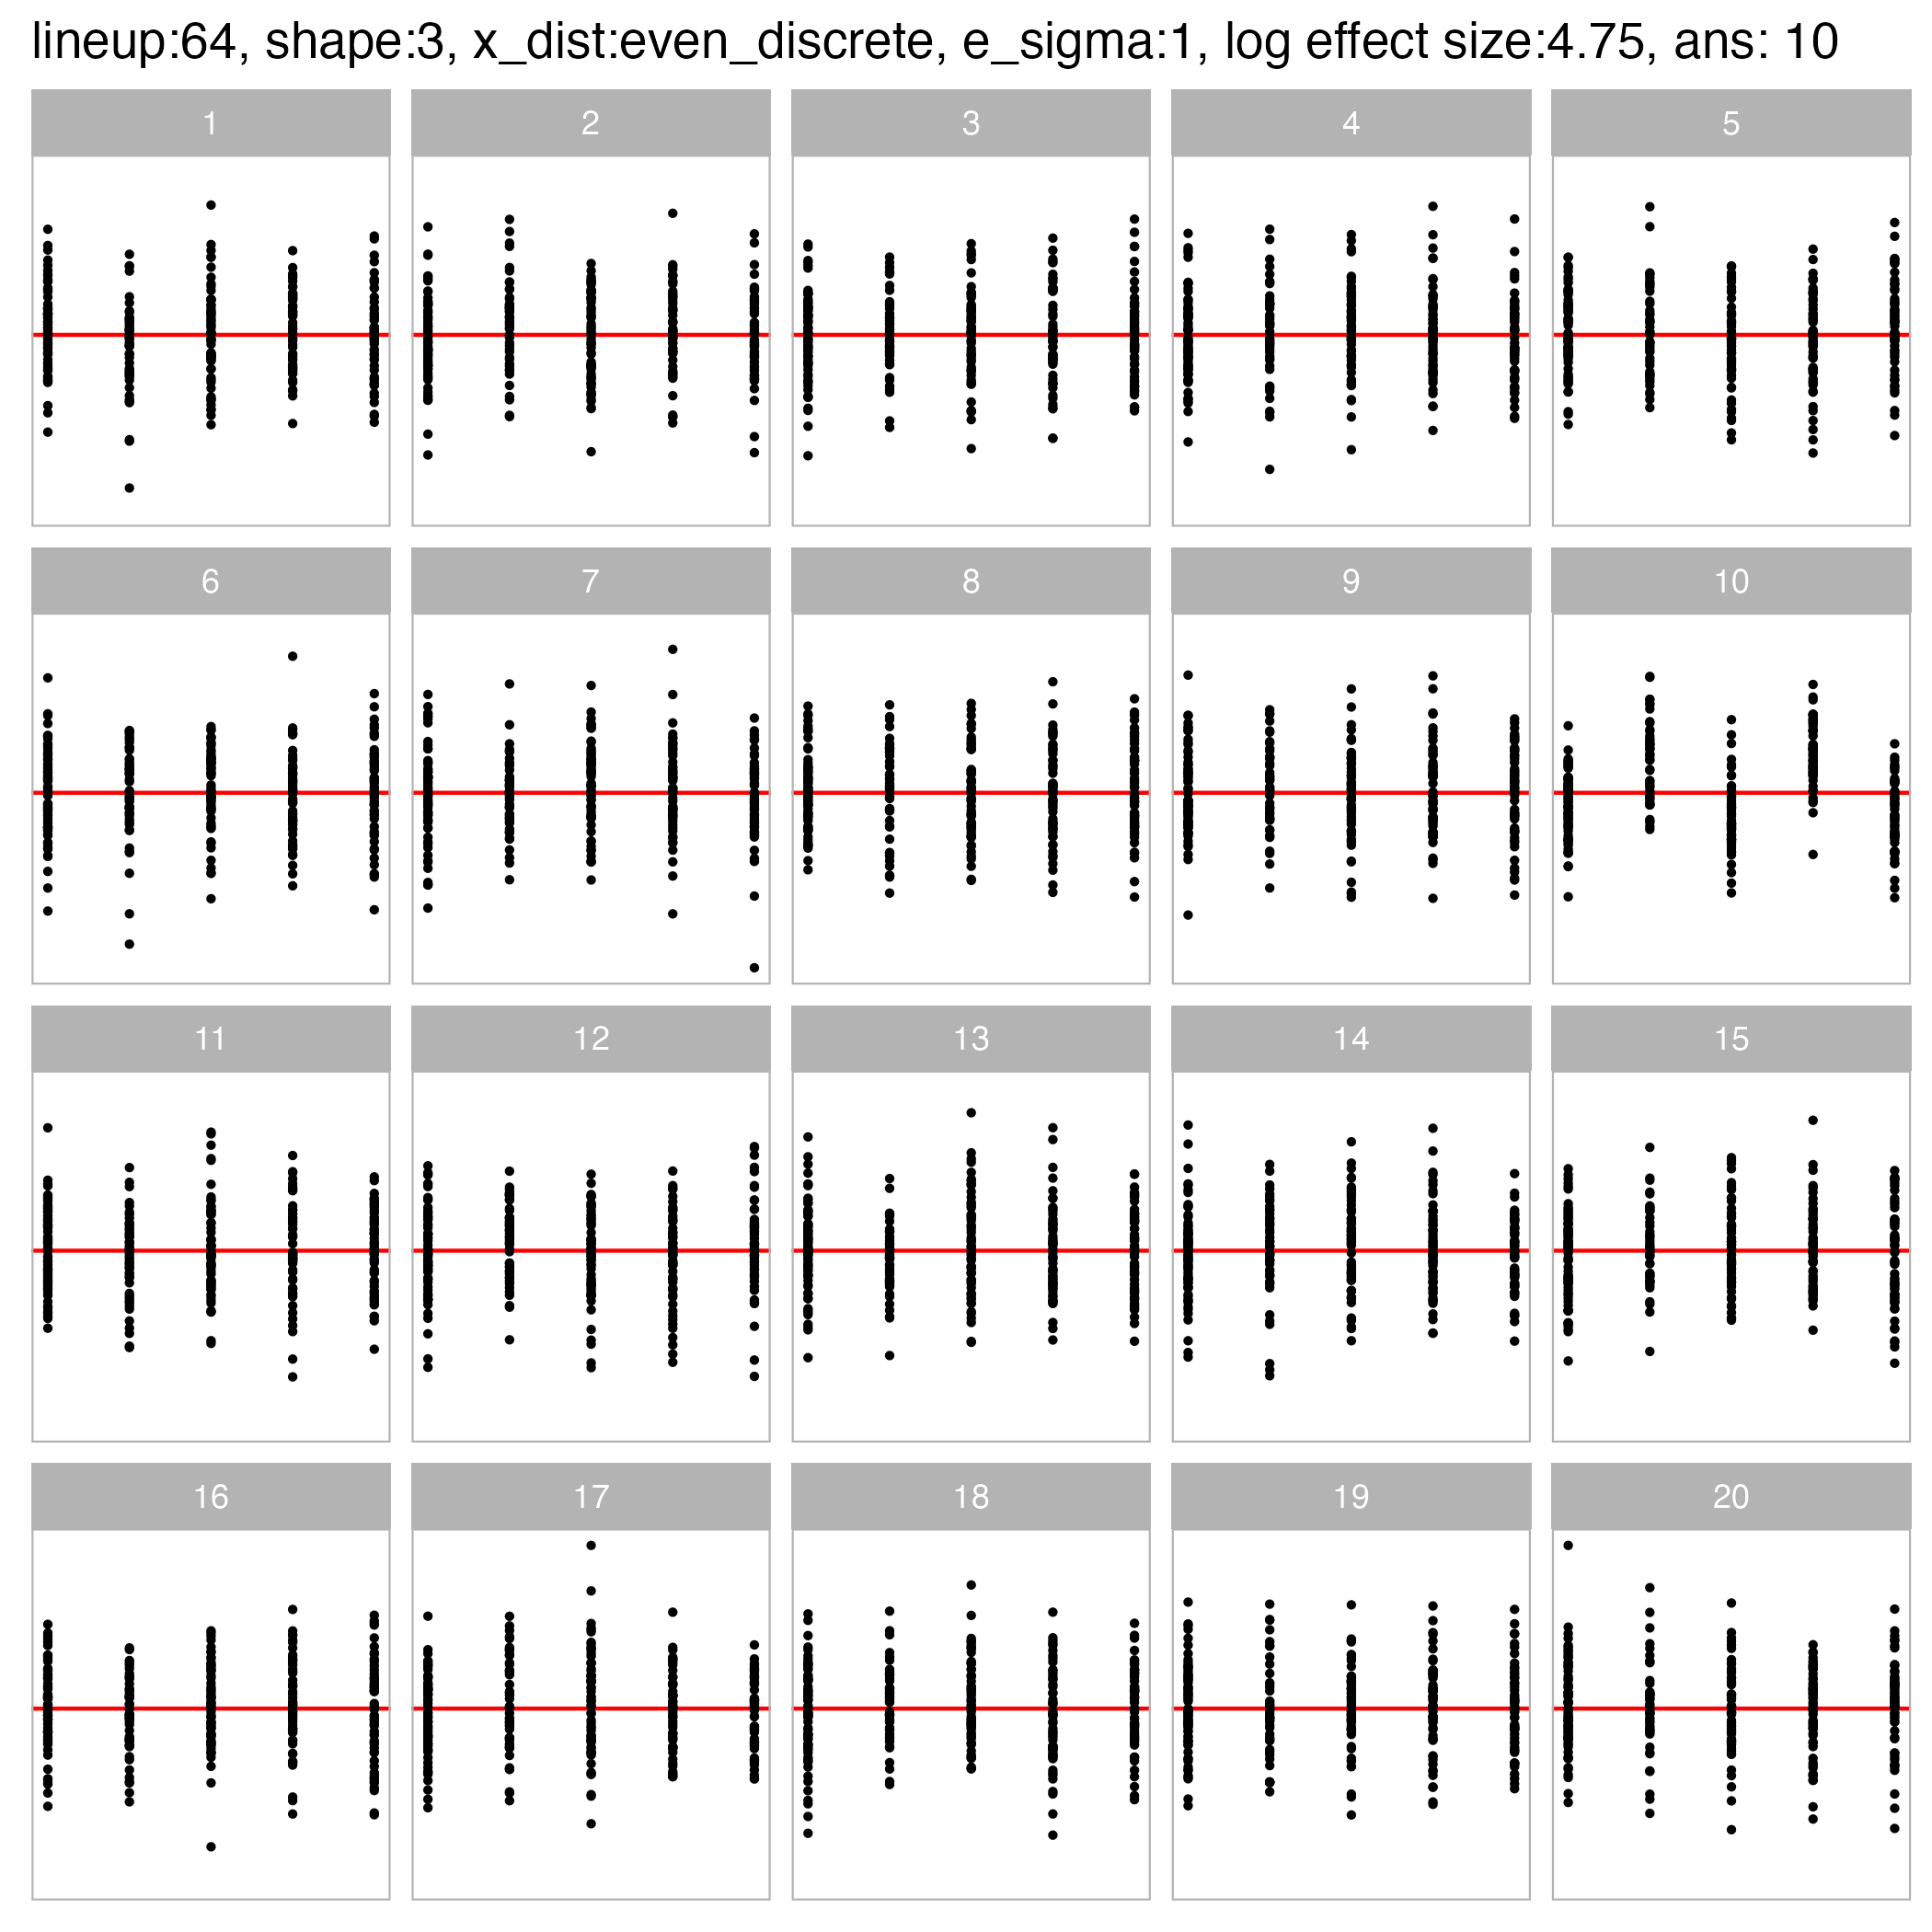 lineup:64, shape:3, x_dist:even_discrete, e_sigma:1, log effect size:4.75, ans: 10
1 2 3 4 5
6 7 8 9 10
11 12 13 14 15
16 17 18 19 20